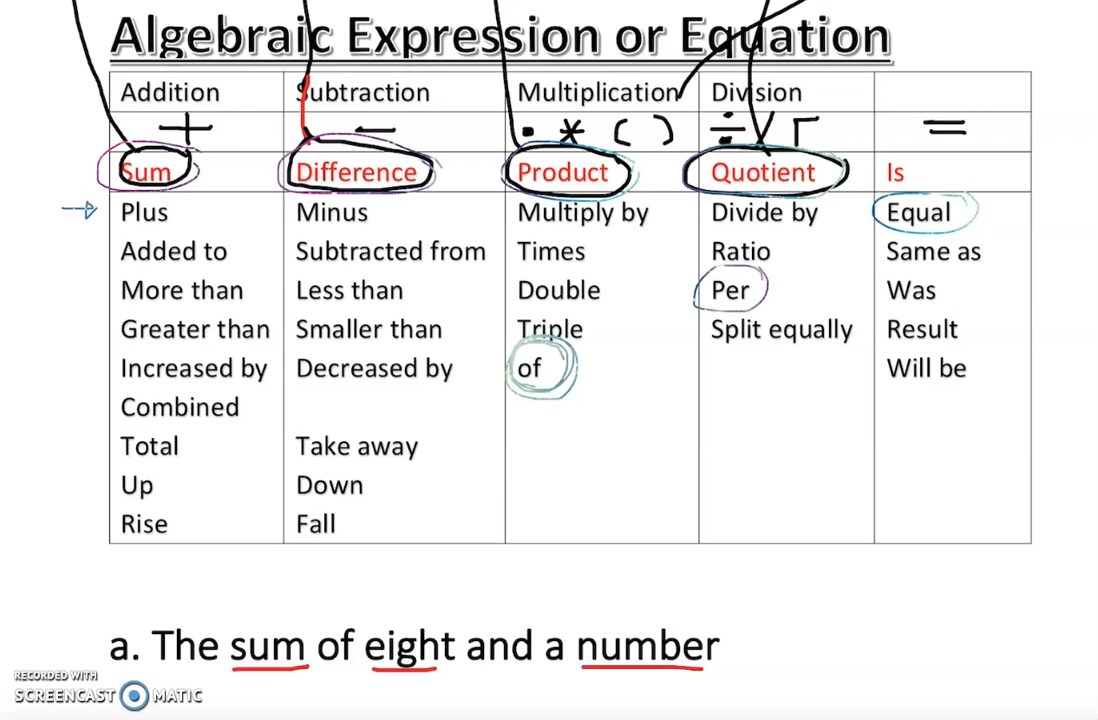 Algebraic Expression or Equation
Addition Subtraction Multiplication Division
+ − • * ( ) ÷ / =
Sum Difference Product Quotient Is
Plus Minus Multiply by Divide by Equal
Added to Subtracted from Times Ratio Same as
More than Less than Double Per Was
Greater than Smaller than Triple Split equally Result
Increased by Decreased by of Will be
Combined
Total Take away
Up Down
Rise Fall
a. The sum of eight and a number
RECORDED WITH
SCREENCAST MATIC